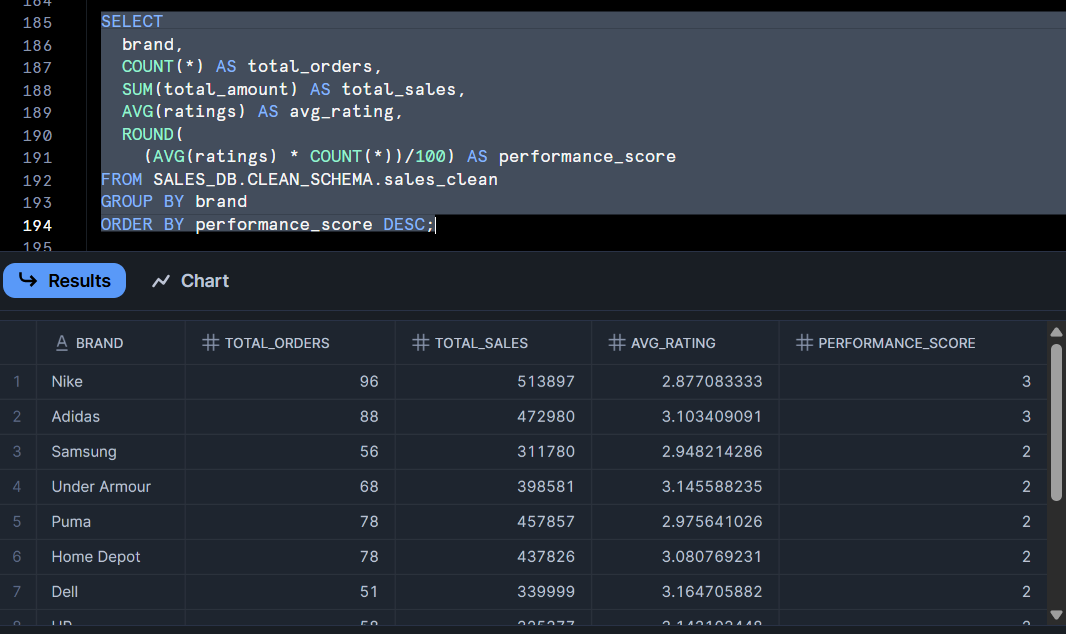 184
185 SELECT
186 brand,
187 COUNT(*) AS total_orders,
188 SUM(total_amount) AS total_sales,
189 AVG(ratings) AS avg_rating,
190 ROUND(
191 (AVG(ratings) * COUNT(*))/100) AS performance_score
192 FROM SALES_DB.CLEAN_SCHEMA.sales_clean
193 GROUP BY brand
194 ORDER BY performance_score DESC;
195
Results Chart
A BRAND # TOTAL_ORDERS # TOTAL_SALES # AVG_RATING # PERFORMANCE_SCORE
1 Nike 96 513897 2.877083333 3
2 Adidas 88 472980 3.103409091 3
3 Samsung 56 311780 2.948214286 2
4 Under Armour 68 398581 3.145588235 2
5 Puma 78 457857 2.975641026 2
6 Home Depot 78 437826 3.080769231 2
7 Dell 51 339999 3.164705882 2